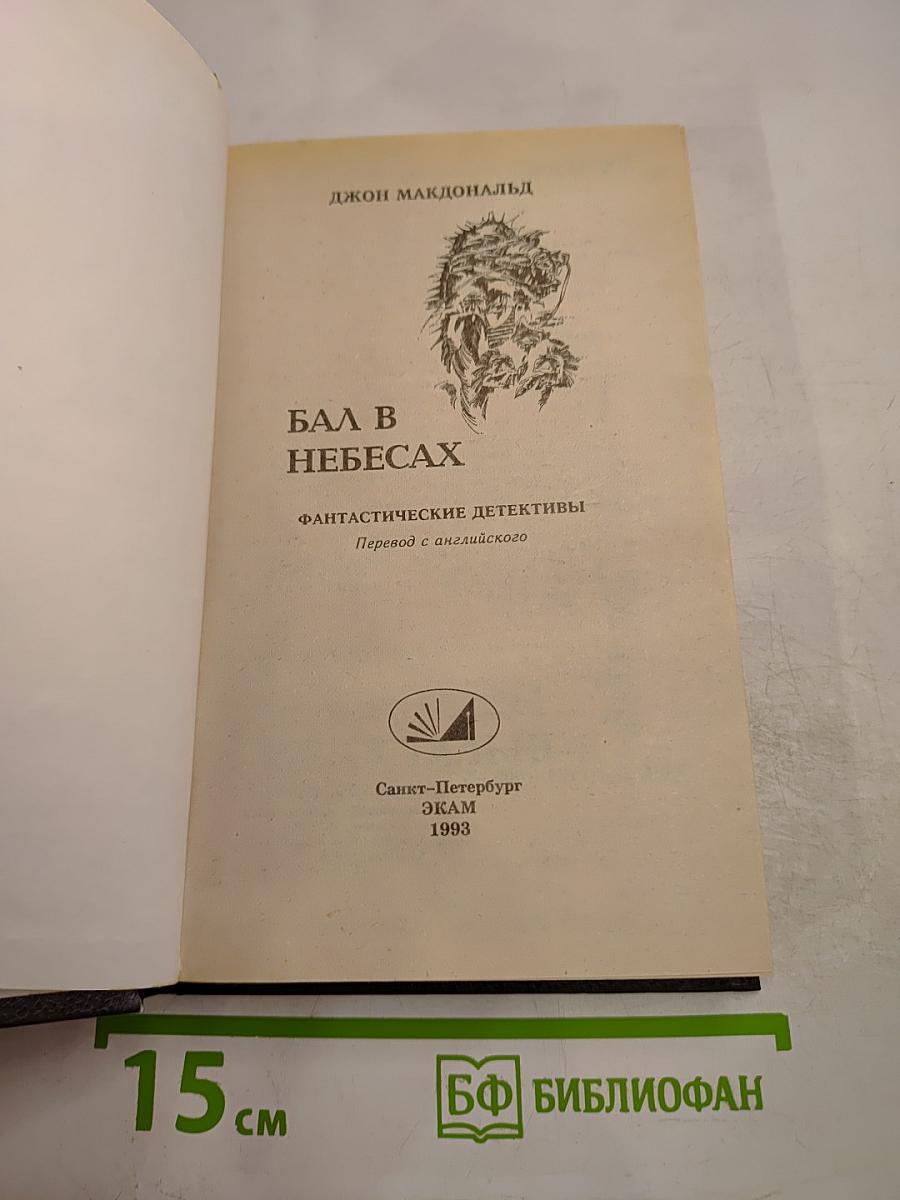 ДЖОН МАКДОНАЛЬД
БАЛ В
НЕБЕСАХ
ФАНТАСТИЧЕСКИЕ ДЕТЕКТИВЫ
Перевод с английского
Санкт-Петербург
ЭКАМ
1993
15 см
БФ БИБЛИОФАН